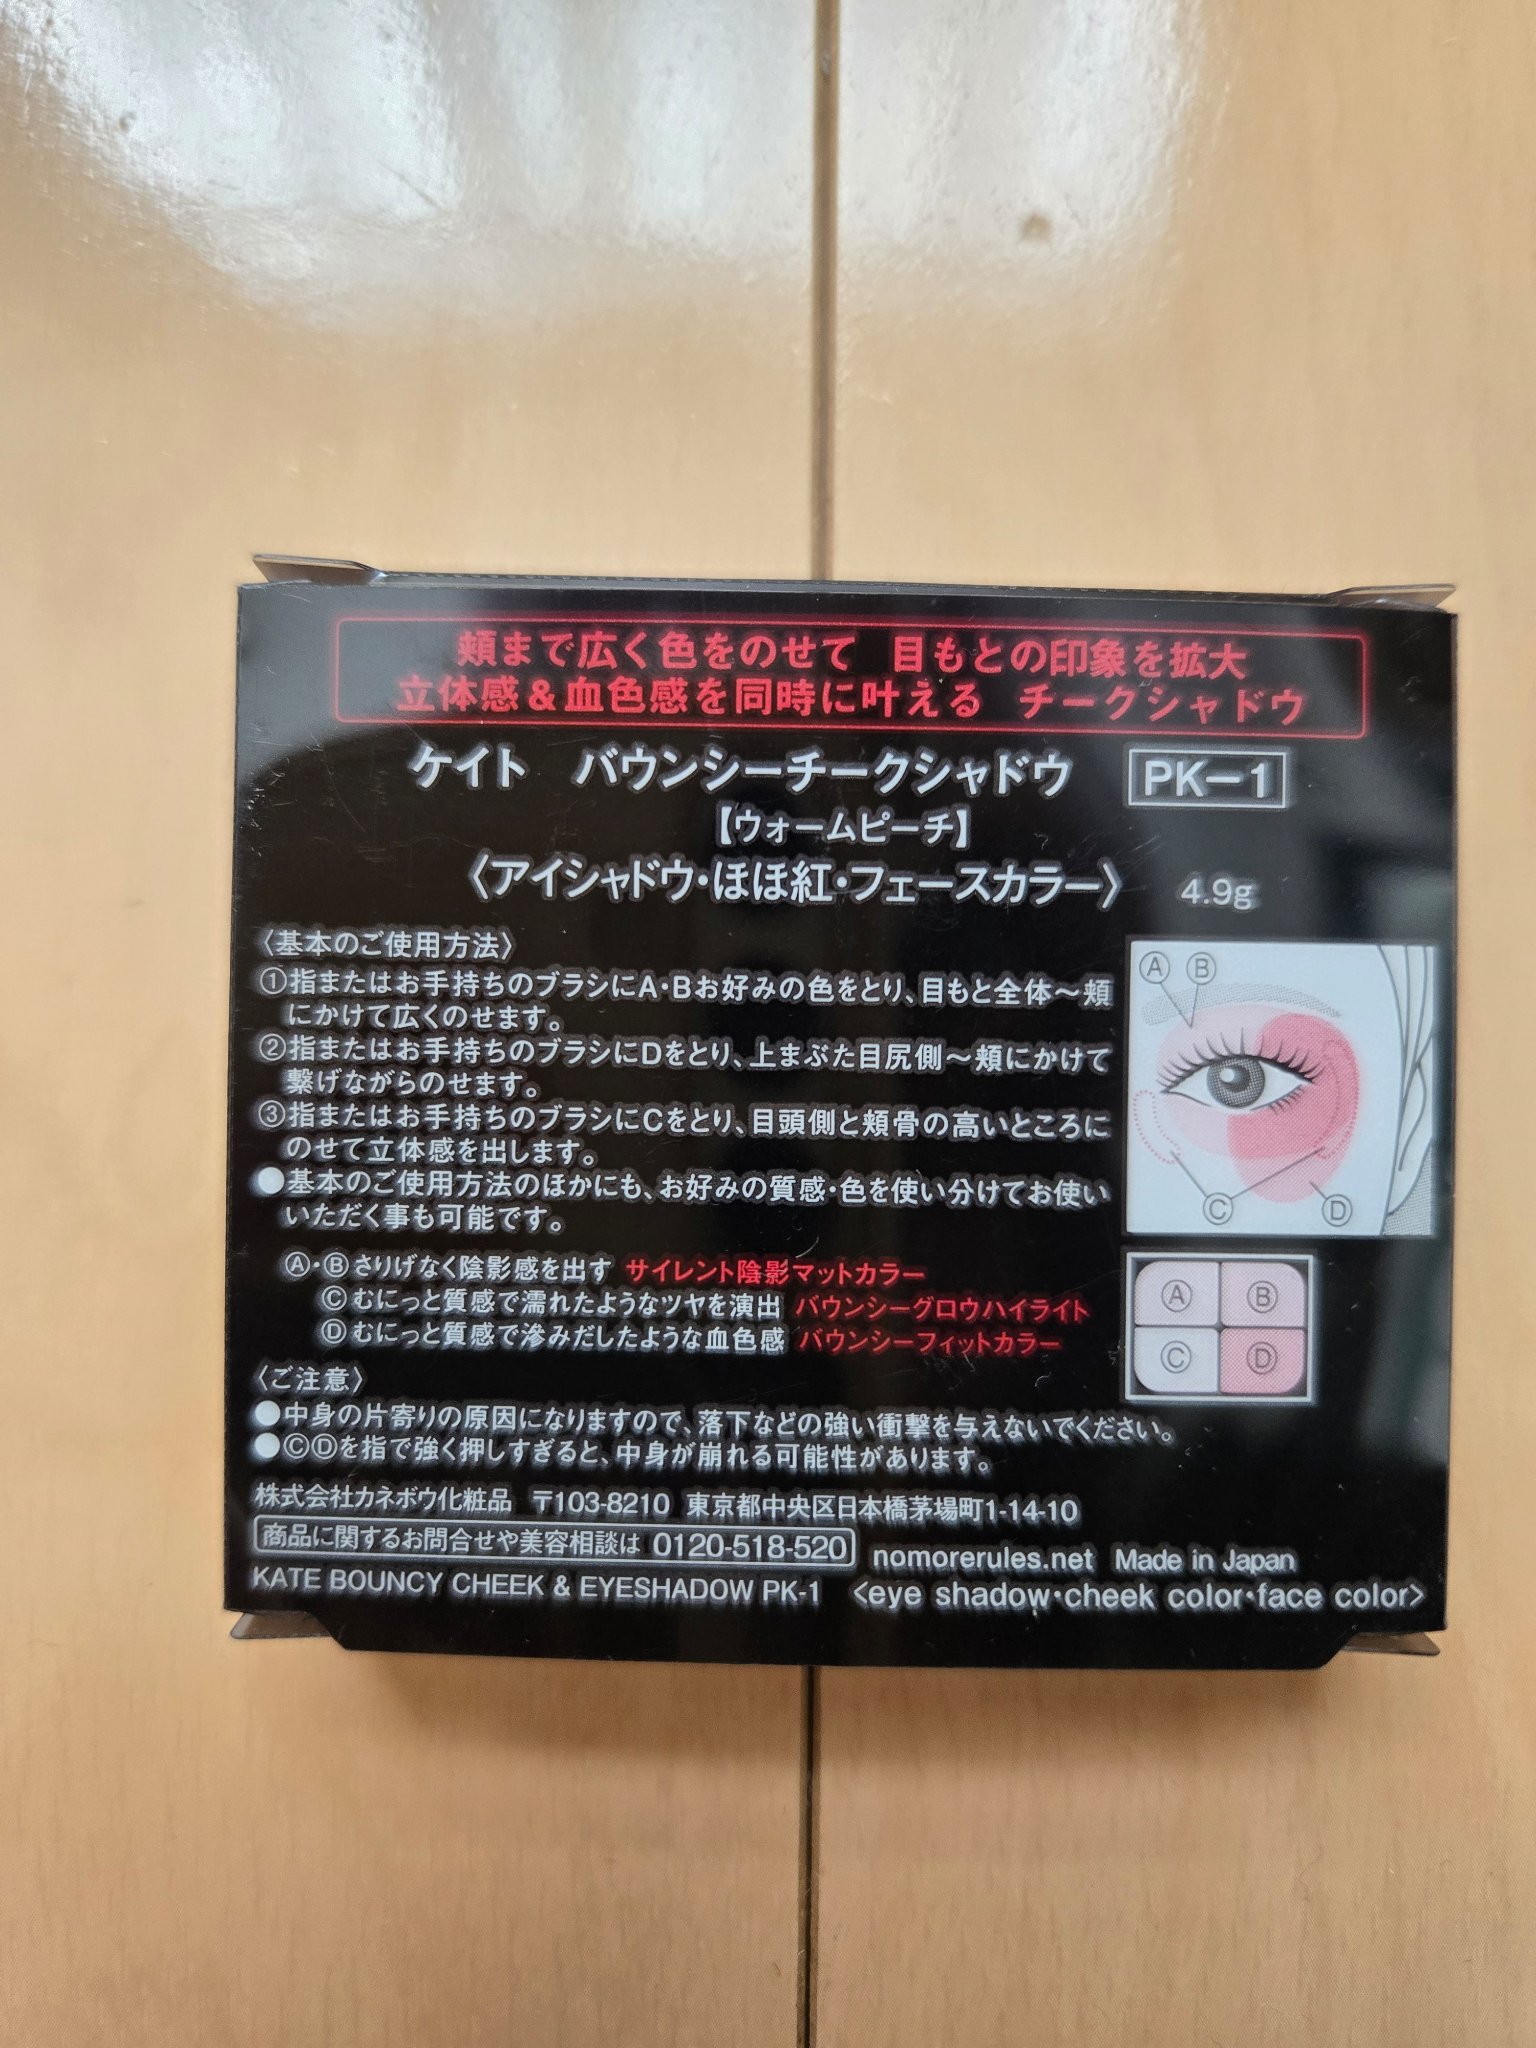 頬まで広く色をのせて 目もとの印象を拡大
立体感＆血色感を同時に叶える チークシャドウ
ケイト バウンシーチークシャドウ PK-1
【ウォームピーチ】
〈アイシャドウ・ほほ紅・フェースカラー〉 4.9g
〈基本のご使用方法〉
①指またはお手持ちのブラシにA・Bお好みの色をとり、目もと全体～頬
にかけて広くのせます。
②指またはお手持ちのブラシにDをとり、上まぶた目尻側～頬にかけて
繋げながらのせます。
③指またはお手持ちのブラシにCをとり、目頭側と頬骨の高いところに
のせて立体感を出します。
●基本のご使用方法のほかにも、お好みの質感・色を使い分けてお使い
いただく事も可能です。
Ⓐ Ⓑ
Ⓒ Ⓓ
Ⓐ・Ⓑさりげなく陰影感を出す サイレント陰影マットカラー
Ⓒむにっと質感で濡れたようなツヤを演出 バウンシーグロウハイライト
Ⓓむにっと質感で滲みだしたような血色感 バウンシーフィットカラー
Ⓐ Ⓑ
Ⓒ Ⓓ
〈ご注意〉
●中身の片寄りの原因になりますので、落下などの強い衝撃を与えないでください。
●ⒸⒹを指で強く押しすぎると、中身が崩れる可能性があります。
株式会社カネボウ化粧品 〒103-8210 東京都中央区日本橋茅場町1-14-10
商品に関するお問合せや美容相談は 0120-518-520 nomorerules.net Made in Japan
KATE BOUNCY CHEEK & EYESHADOW PK-1 <eye shadow・cheek color・face color>